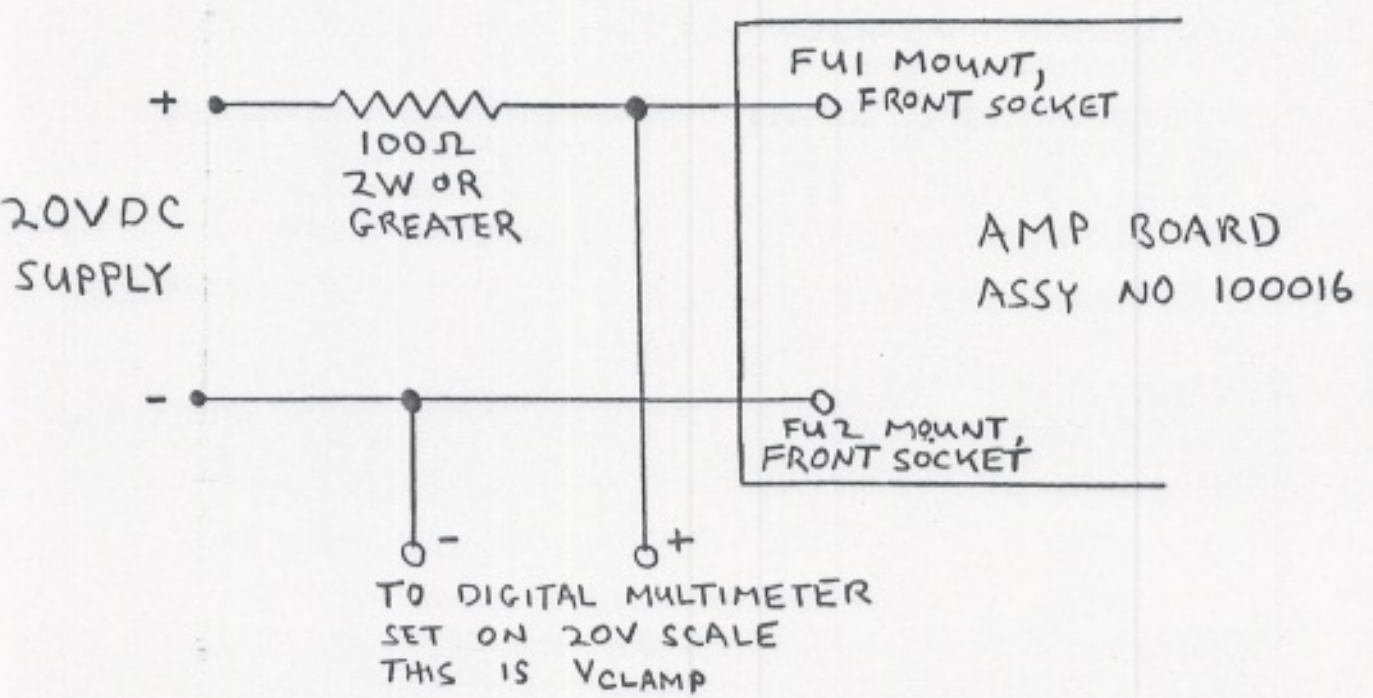 FU1 MOUNT,
FRONT SOCKET
+
100Ω
2W OR
GREATER
20VDC
SUPPLY
AMP BOARD
ASSY NO 100016
-
FU2 MOUNT,
FRONT SOCKET
- +
TO DIGITAL MULTIMETER
SET ON 20V SCALE
THIS IS VCLAMP